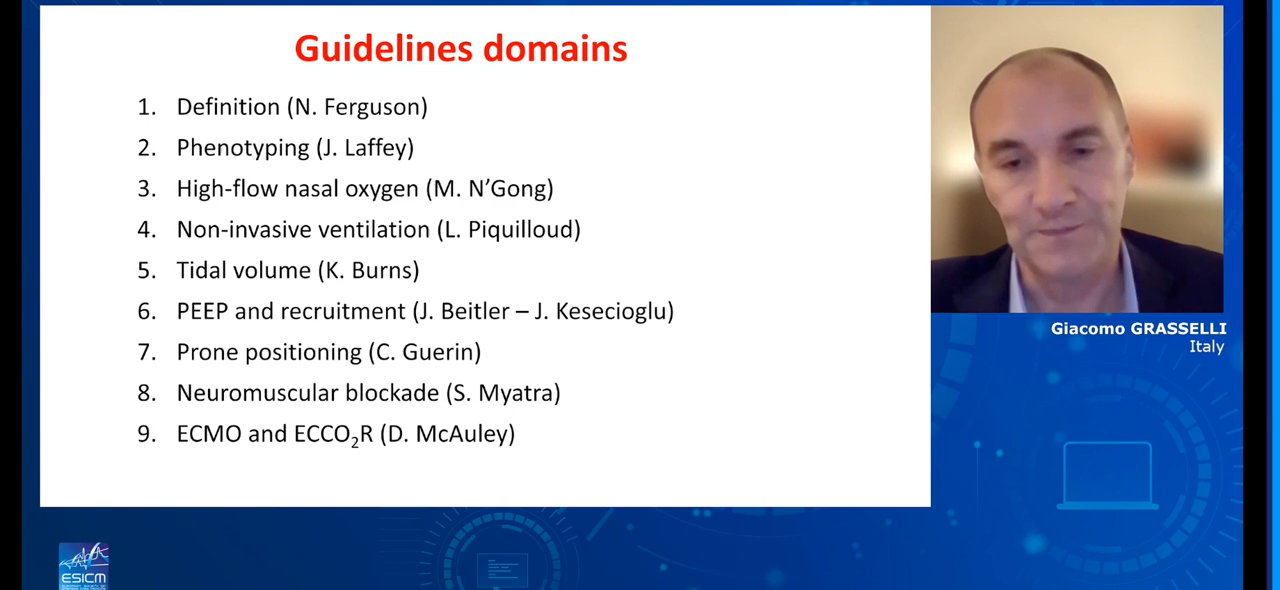 Guidelines domains
1. Definition (N. Ferguson)
2. Phenotyping (J. Laffey)
3. High-flow nasal oxygen (M. N'Gong)
4. Non-invasive ventilation (L. Piquilloud)
5. Tidal volume (K. Burns)
6. PEEP and recruitment (J. Beitler – J. Kesecioglu)
7. Prone positioning (C. Guerin)
8. Neuromuscular blockade (S. Myatra)
9. ECMO and ECCO₂R (D. McAuley)
Giacomo GRASSELLI
Italy
ESICM